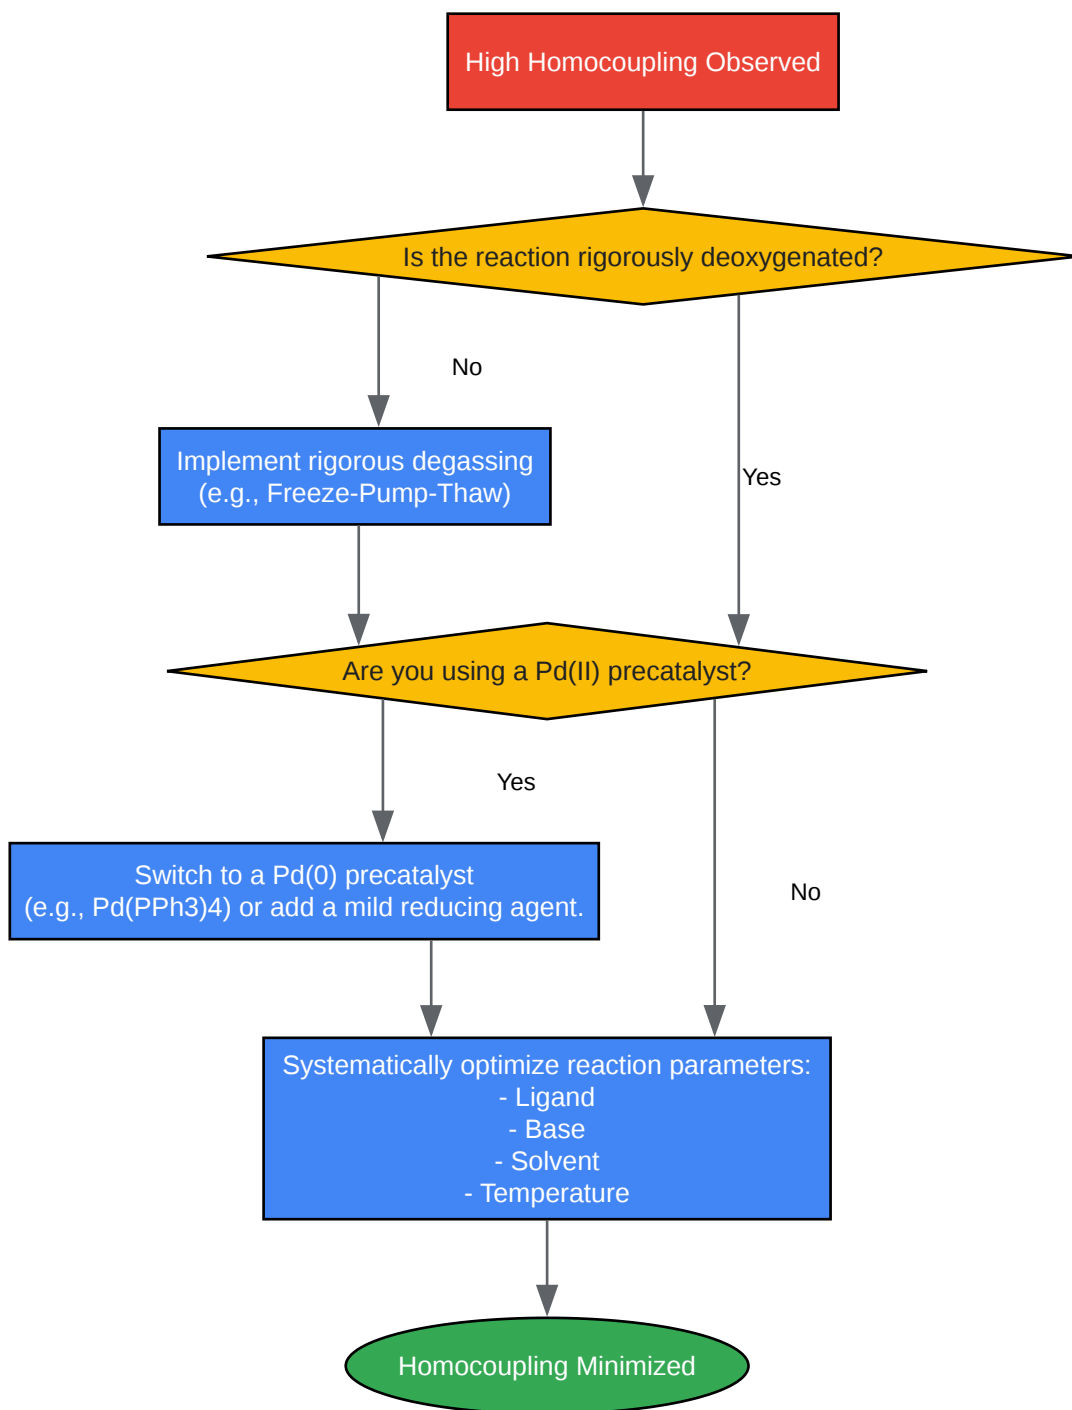 High Homocoupling Observed
Is the reaction rigorously deoxygenated?
No
Implement rigorous degassing
(e.g., Freeze-Pump-Thaw)
Yes
Are you using a Pd(II) precatalyst?
Yes
Switch to a Pd(0) precatalyst
(e.g., Pd(PPh3)4) or add a mild reducing agent.
No
Systematically optimize reaction parameters:
- Ligand
- Base
- Solvent
- Temperature
Homocoupling Minimized